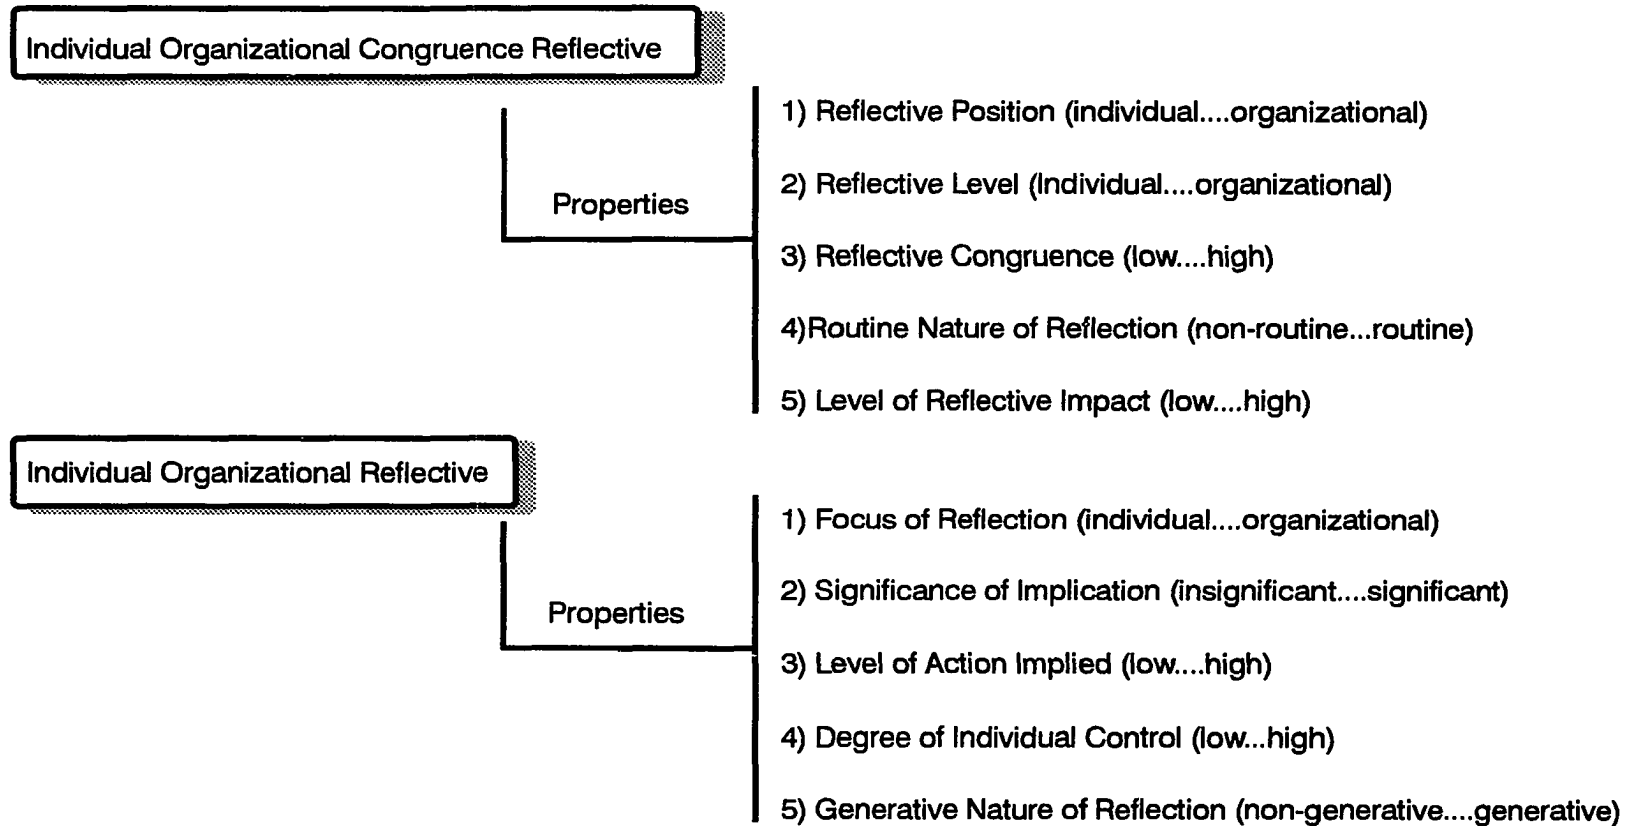 Individual Organizational Congruence Reflective
Properties
1) Reflective Position (individual....organizational)
2) Reflective Level (Individual....organizational)
3) Reflective Congruence (low....high)
4)Routine Nature of Reflection (non-routine...routine)
5) Level of Reflective Impact (low....high)
Individual Organizational Reflective
Properties
1) Focus of Reflection (individual....organizational)
2) Significance of Implication (insignificant....significant)
3) Level of Action Implied (low....high)
4) Degree of Individual Control (low...high)
5) Generative Nature of Reflection (non-generative....generative)